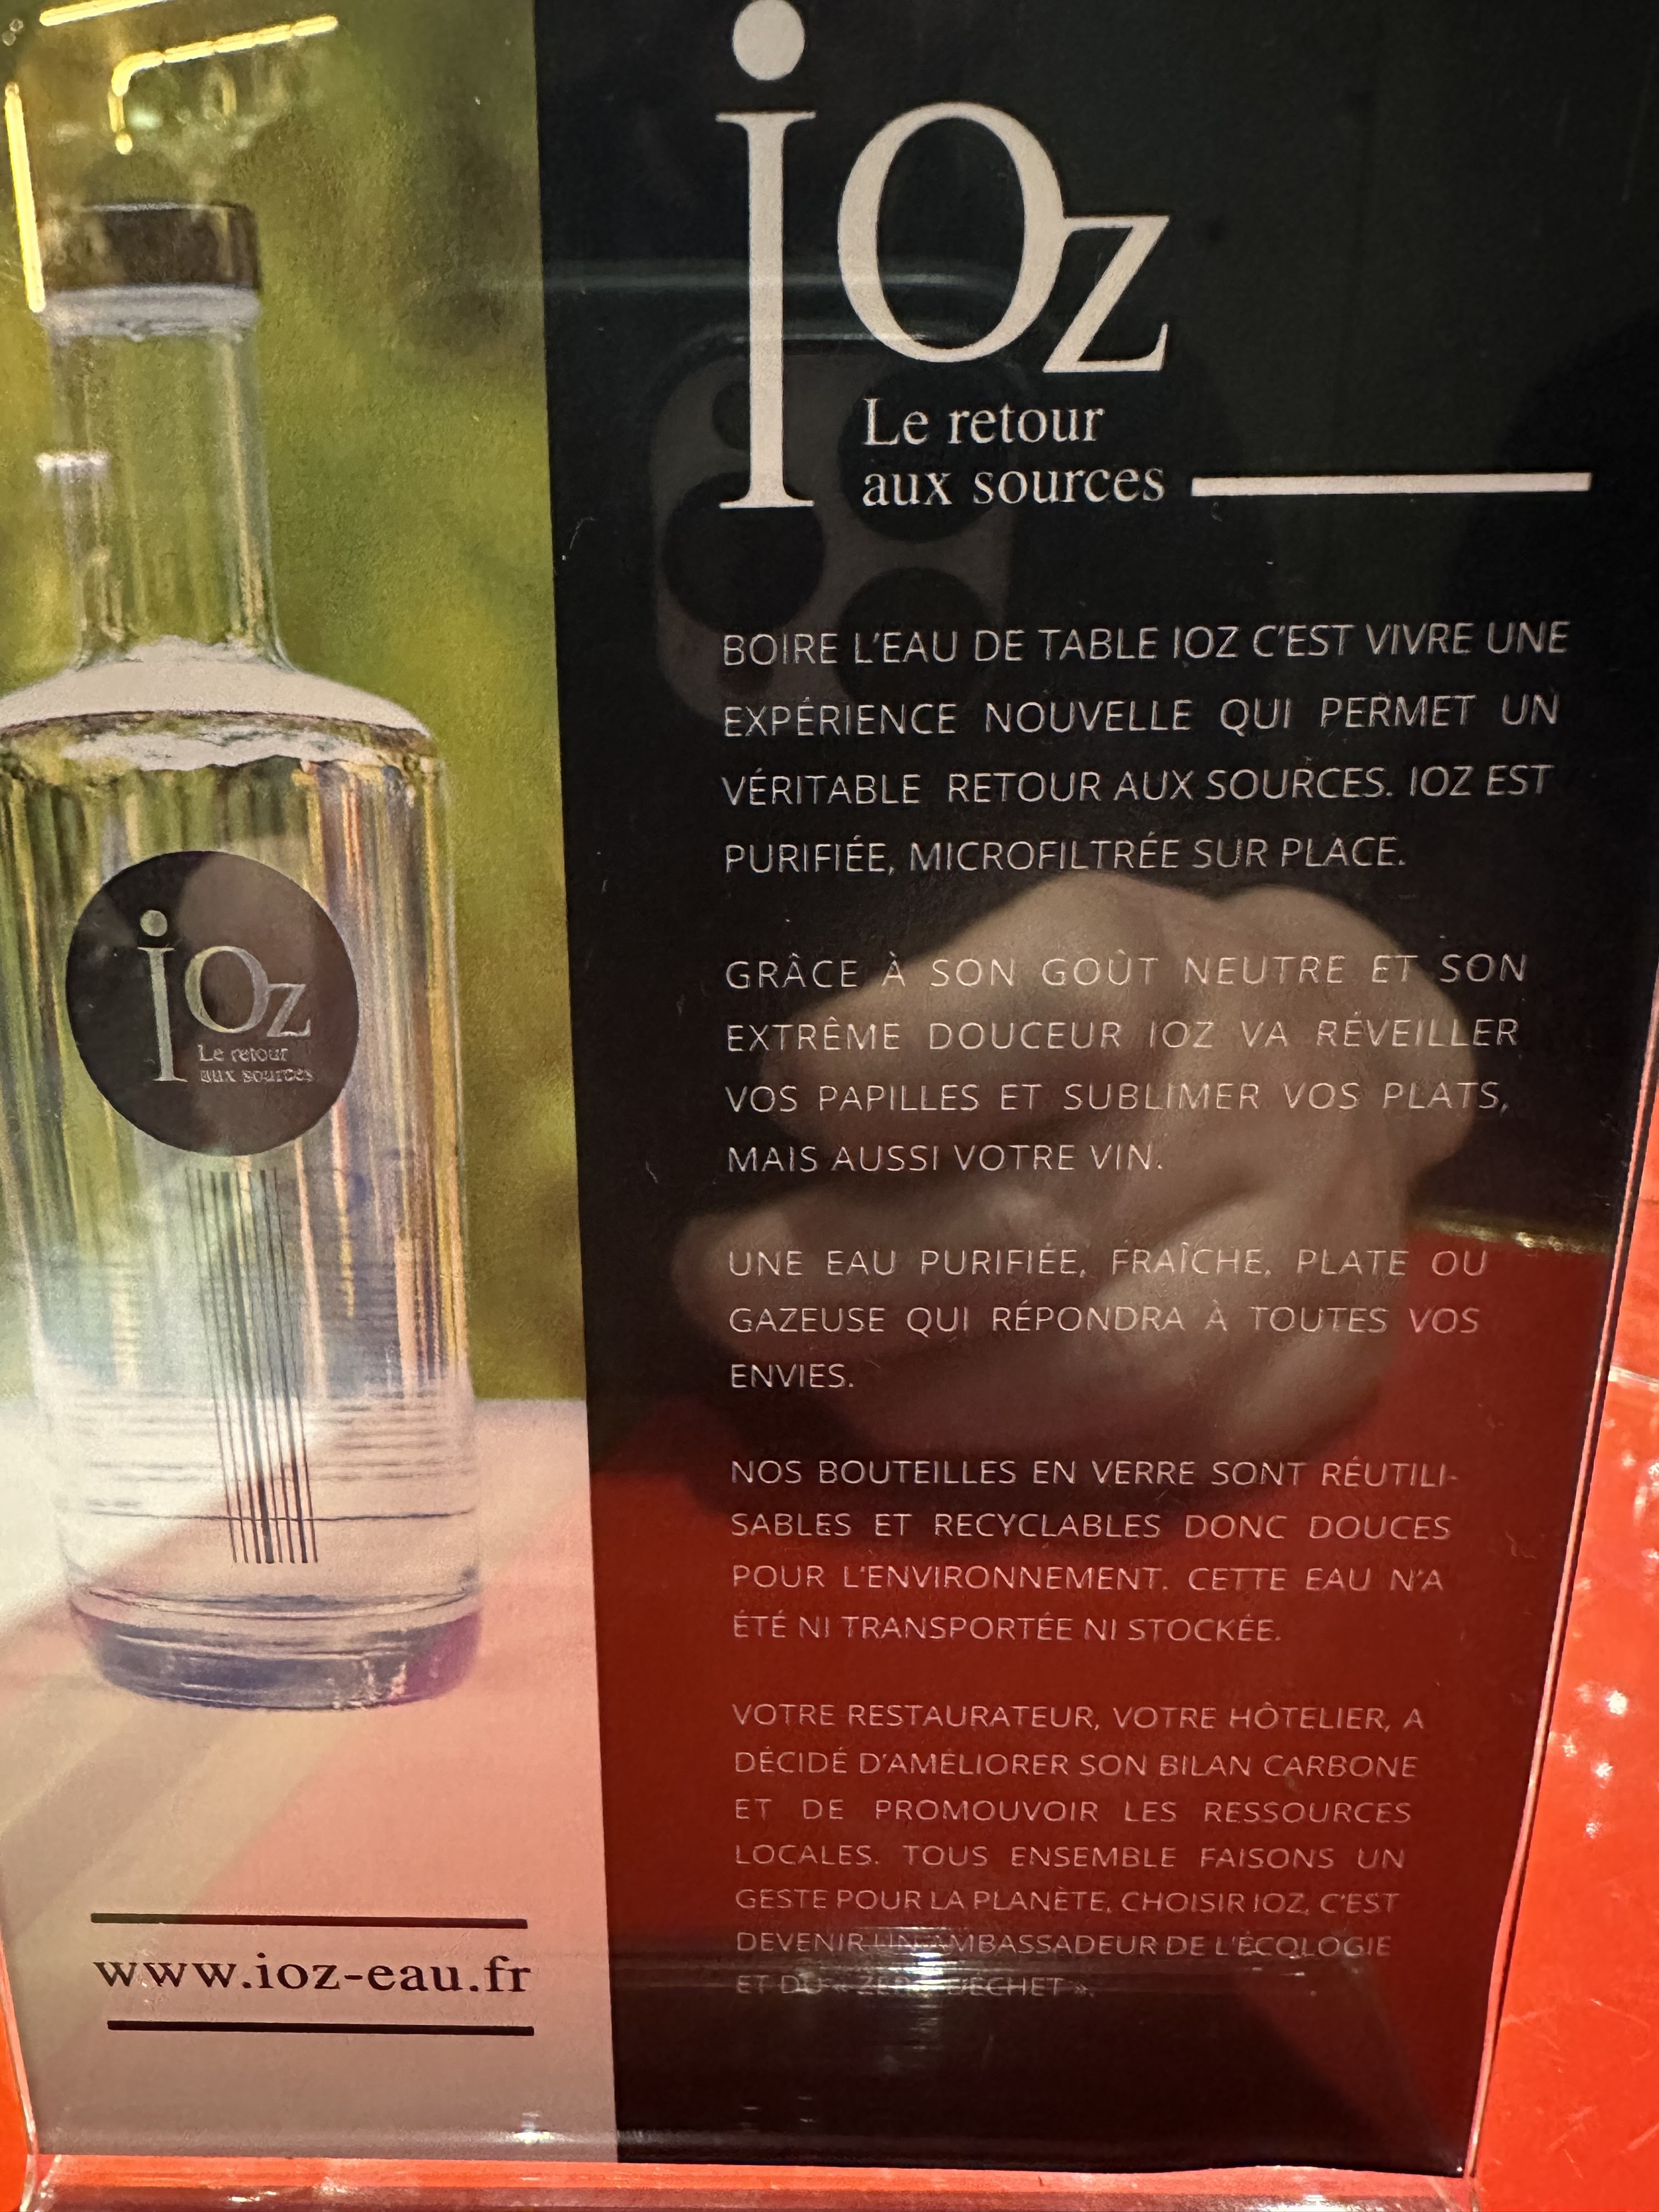 iOz
Le retour
aux sources
BOIRE L'EAU DE TABLE IOZ C'EST VIVRE UNE
EXPÉRIENCE NOUVELLE QUI PERMET UN
VÉRITABLE RETOUR AUX SOURCES. IOZ EST
PURIFIÉE, MICROFILTRÉE SUR PLACE.
GRÂCE À SON GOÛT NEUTRE ET SON
EXTRÊME DOUCEUR IOZ VA RÉVEILLER
VOS PAPILLES ET SUBLIMER VOS PLATS,
MAIS AUSSI VOTRE VIN.
UNE EAU PURIFIÉE, FRAÎCHE, PLATE OU
GAZEUSE QUI RÉPONDRA À TOUTES VOS
ENVIES.
NOS BOUTEILLES EN VERRE SONT RÉUTILI-
SABLES ET RECYCLABLES DONC DOUCES
POUR L'ENVIRONNEMENT. CETTE EAU N'A
ÉTÉ NI TRANSPORTÉE NI STOCKÉE.
VOTRE RESTAURATEUR, VOTRE HÔTELIER, A
DÉCIDÉ D'AMÉLIORER SON BILAN CARBONE
ET DE PROMOUVOIR LES RESSOURCES
LOCALES. TOUS ENSEMBLE FAISONS UN
GESTE POUR LA PLANÈTE, CHOISIR IOZ, C'EST
DEVENIR UN AMBASSADEUR DE L'ÉCOLOGIE
ET DU « ZÉRO DÉCHET ».
iOz
Le retour
aux sources
www.ioz-eau.fr